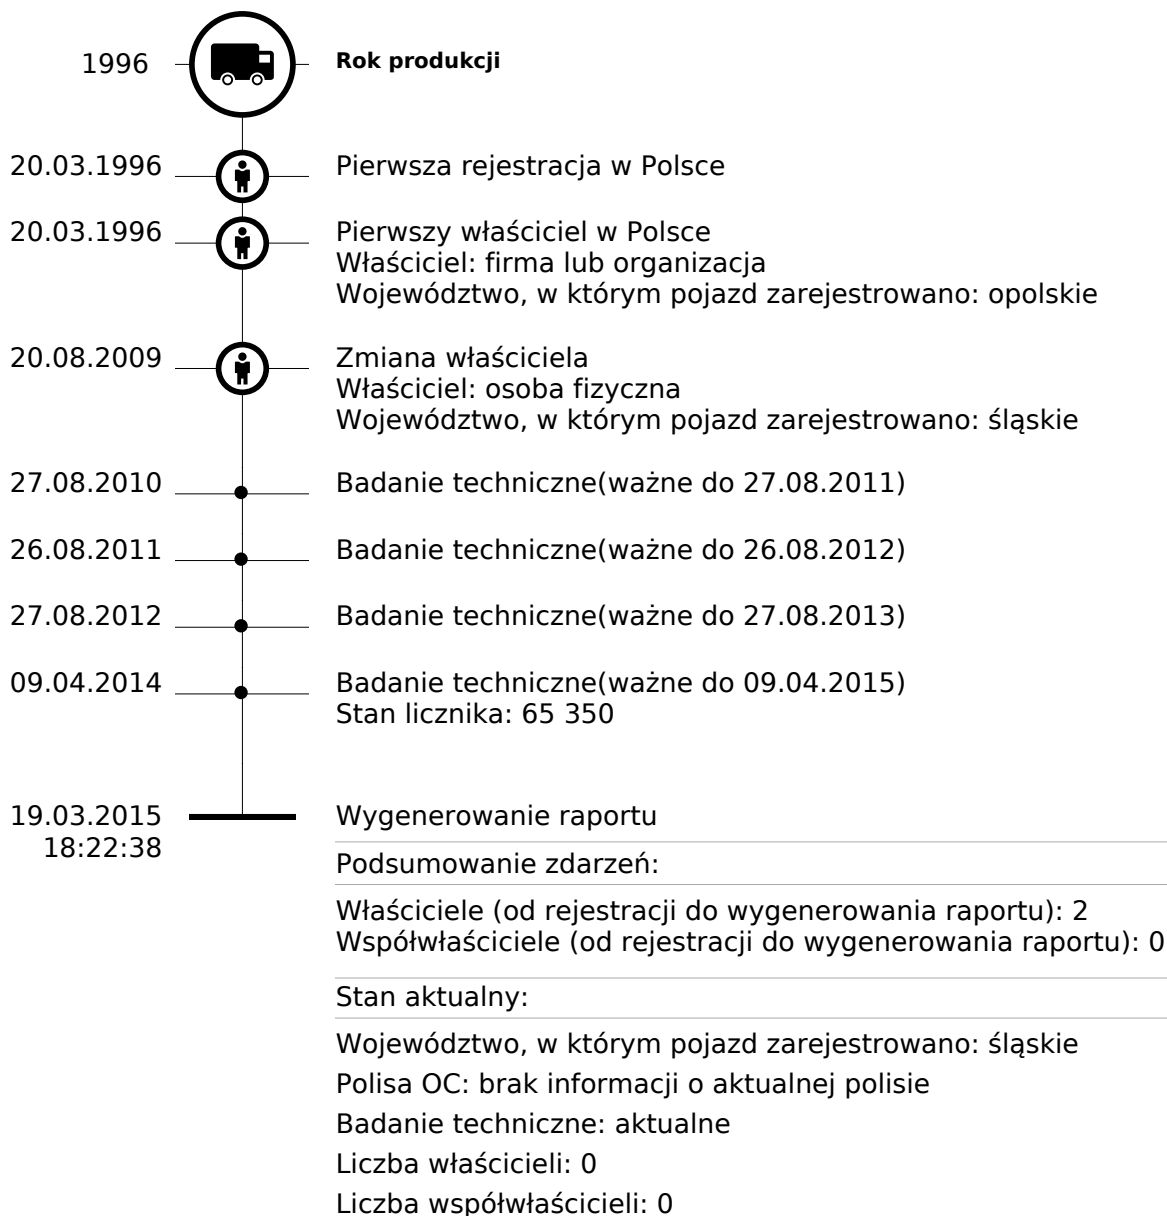 1996 Rok produkcji
20.03.1996 Pierwsza rejestracja w Polsce
20.03.1996 Pierwszy właściciel w Polsce
Właściciel: firma lub organizacja
Województwo, w którym pojazd zarejestrowano: opolskie
20.08.2009 Zmiana właściciela
Właściciel: osoba fizyczna
Województwo, w którym pojazd zarejestrowano: śląskie
27.08.2010 Badanie techniczne(ważne do 27.08.2011)
26.08.2011 Badanie techniczne(ważne do 26.08.2012)
27.08.2012 Badanie techniczne(ważne do 27.08.2013)
09.04.2014 Badanie techniczne(ważne do 09.04.2015)
Stan licznika: 65 350
19.03.2015 Wygenerowanie raportu
18:22:38
Podsumowanie zdarzeń:
Właściciele (od rejestracji do wygenerowania raportu): 2
Współwłaściciele (od rejestracji do wygenerowania raportu): 0
Stan aktualny:
Województwo, w którym pojazd zarejestrowano: śląskie
Polisa OC: brak informacji o aktualnej polisie
Badanie techniczne: aktualne
Liczba właścicieli: 0
Liczba współwłaścicieli: 0